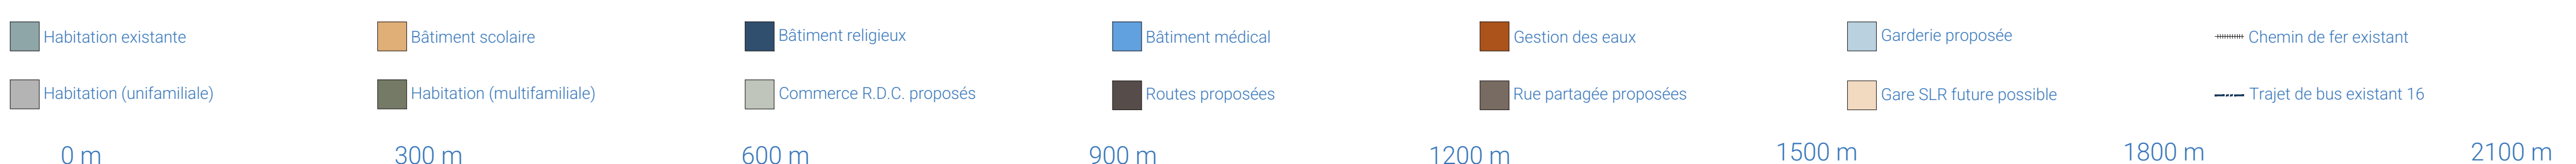 Habitation existante
Bâtiment scolaire
Bâtiment religieux
Bâtiment médical
Gestion des eaux
Garderie proposée
Chemin de fer existant
Habitation (unifamiliale)
Habitation (multifamiliale)
Commerce R.D.C. proposés
Routes proposées
Rue partagée proposées
Gare SLR future possible
Trajet de bus existant 16
0 m
300 m
600 m
900 m
1200 m
1500 m
1800 m
2100 m